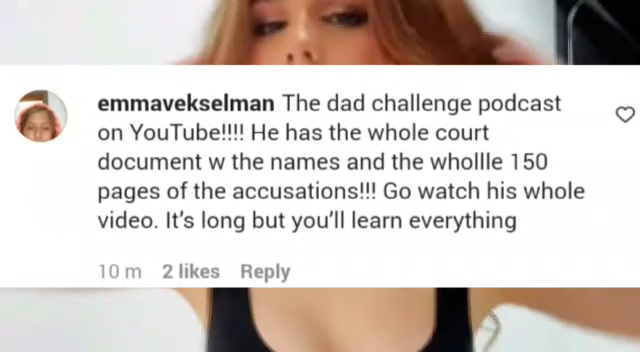 emmavekselman The dad challenge podcast
on YouTube!!!! He has the whole court
document w the names and the whollle 150
pages of the accusations!!! Go watch his whole
video. It's long but you'll learn everything
10 m 2 likes Reply